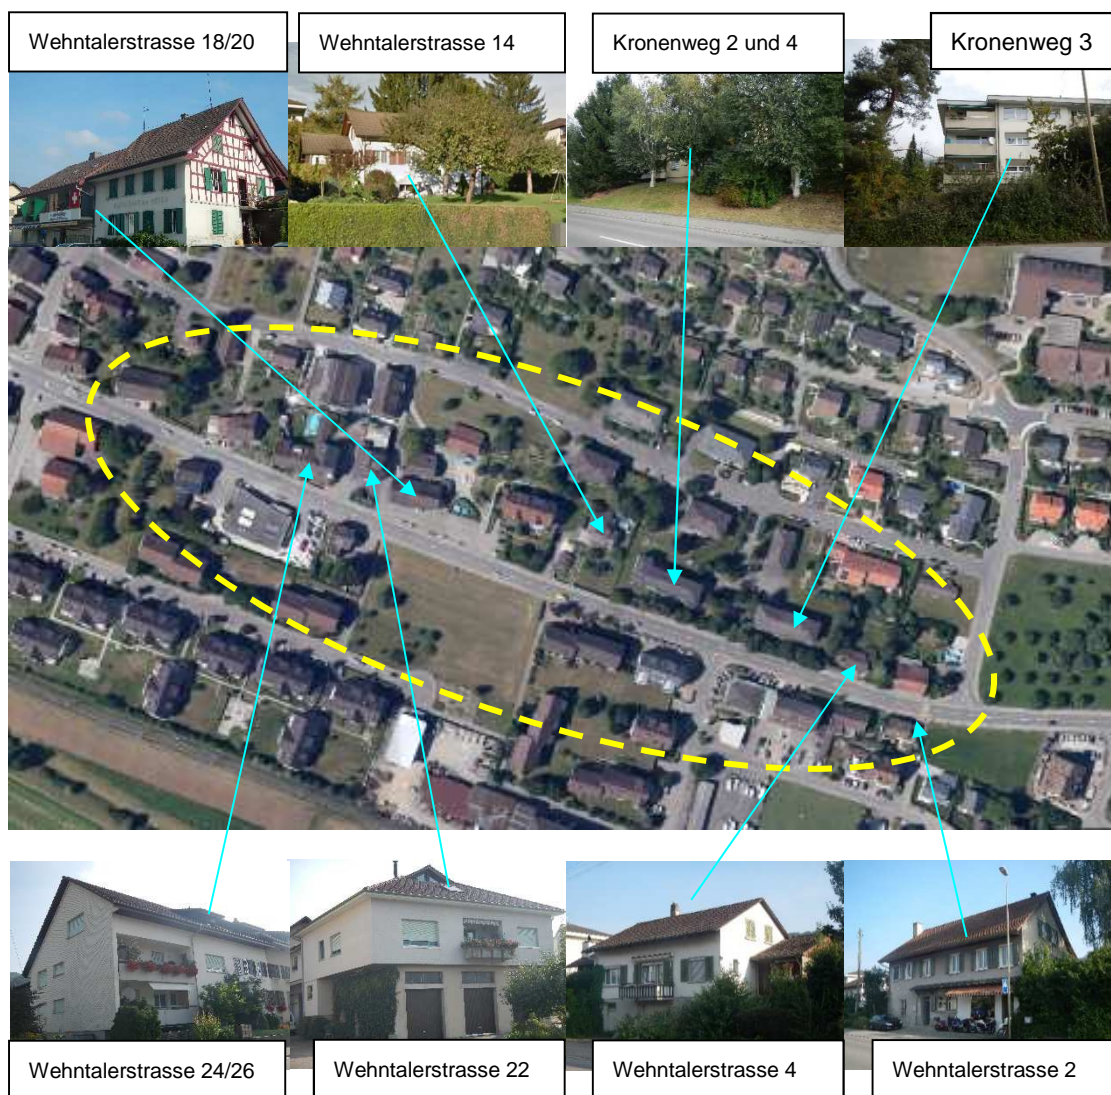 Wehntalerstrasse 18/20
Wehntalerstrasse 14
Kronenweg 2 und 4
Kronenweg 3
Wehntalerstrasse 24/26
Wehntalerstrasse 22
Wehntalerstrasse 4
Wehntalerstrasse 2